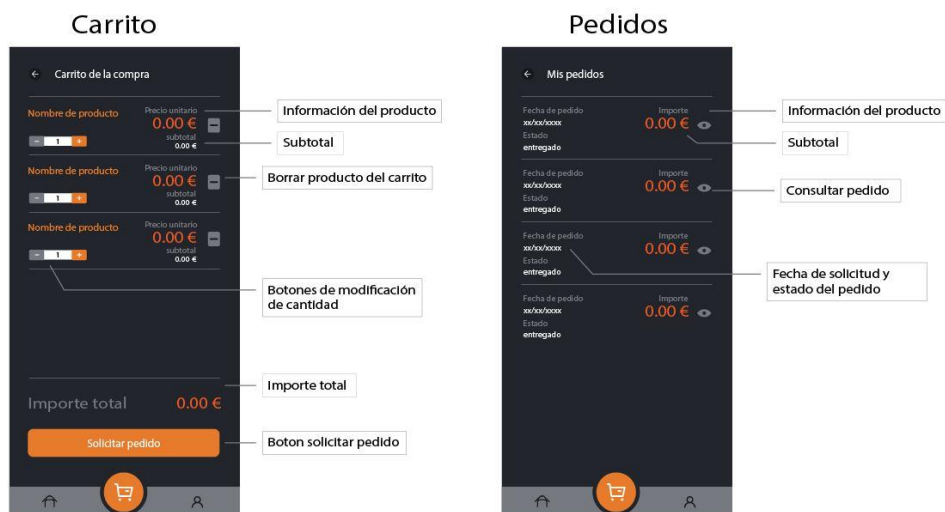 Carrito
Carrito de la compra
Nombre de producto
Precio unitario
0.00 €
- 1 +
subtotal
0.00 €
Nombre de producto
Precio unitario
0.00 €
- 1 +
subtotal
0.00 €
Nombre de producto
Precio unitario
0.00 €
- 1 +
subtotal
0.00 €
Importe total 0.00 €
Solicitar pedido
Información del producto
Subtotal
Borrar producto del carrito
Botones de modificación
de cantidad
Importe total
Boton solicitar pedido
Pedidos
Mis pedidos
Fecha de pedido
xx/xx/xxxx
Estado
entregado
Importe
0.00 €
Fecha de pedido
xx/xx/xxxx
Estado
entregado
Importe
0.00 €
Fecha de pedido
xx/xx/xxxx
Estado
entregado
Importe
0.00 €
Fecha de pedido
xx/xx/xxxx
Estado
entregado
Importe
0.00 €
Información del producto
Subtotal
Consultar pedido
Fecha de solicitud y
estado del pedido